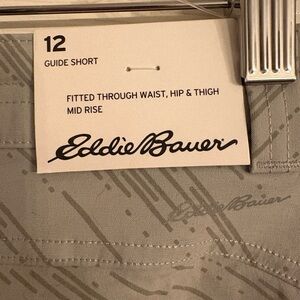 12
GUIDE SHORT
FITTED THROUGH WAIST, HIP & THIGH
MID RISE
Eddie Bauer
Eddie Bauer